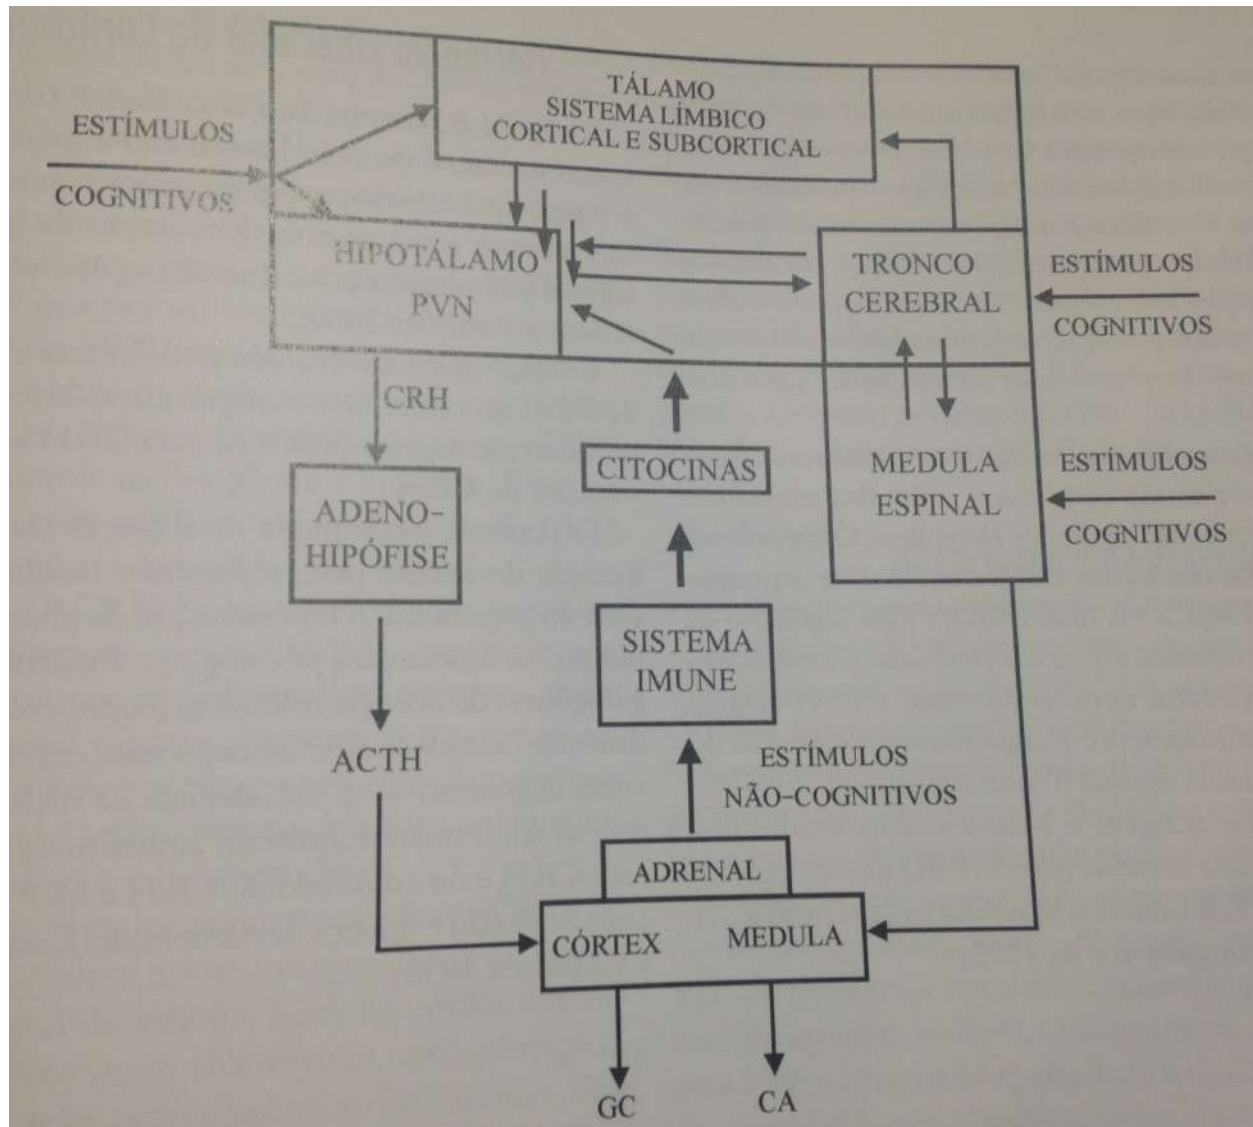 TÁLAMO
SISTEMA LÍMBICO
CORTICAL E SUBCORTICAL
ESTÍMULOS
COGNITIVOS
HIPOTÁLAMO
PVN
TRONCO
CEREBRAL
ESTÍMULOS
COGNITIVOS
CRH
CITOCINAS
MEDULA
ESPINAL
ESTÍMULOS
COGNITIVOS
ADENO-
HIPÓFISE
SISTEMA
IMUNE
ACTH
ESTÍMULOS
NÃO-COGNITIVOS
ADRENAL
CÓRTEX MEDULA
GC CA